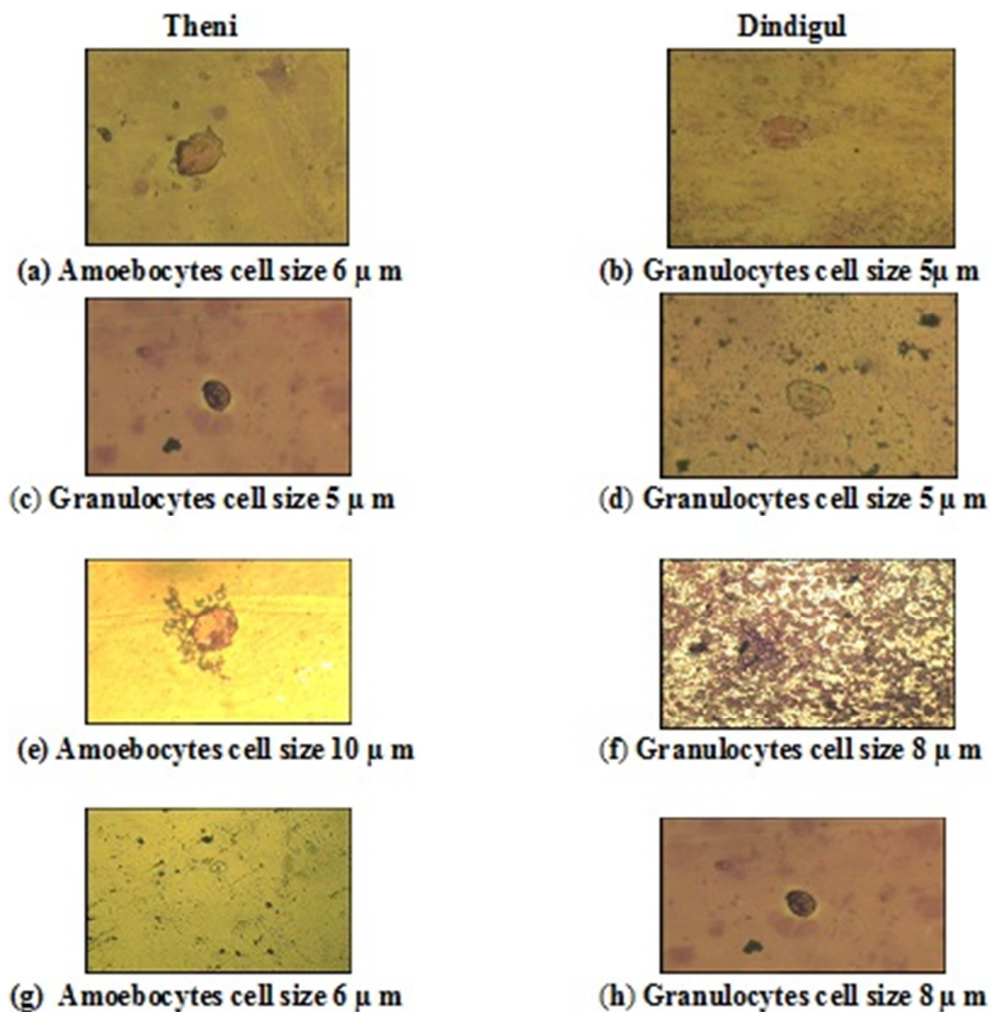 Theni
Dindigul
(a) Amoebocytes cell size 6 µ m
(b) Granulocytes cell size 5µ m
(c) Granulocytes cell size 5 µ m
(d) Granulocytes cell size 5 µ m
(e) Amoebocytes cell size 10 µ m
(f) Granulocytes cell size 8 µ m
(g) Amoebocytes cell size 6 µ m
(h) Granulocytes cell size 8 µ m